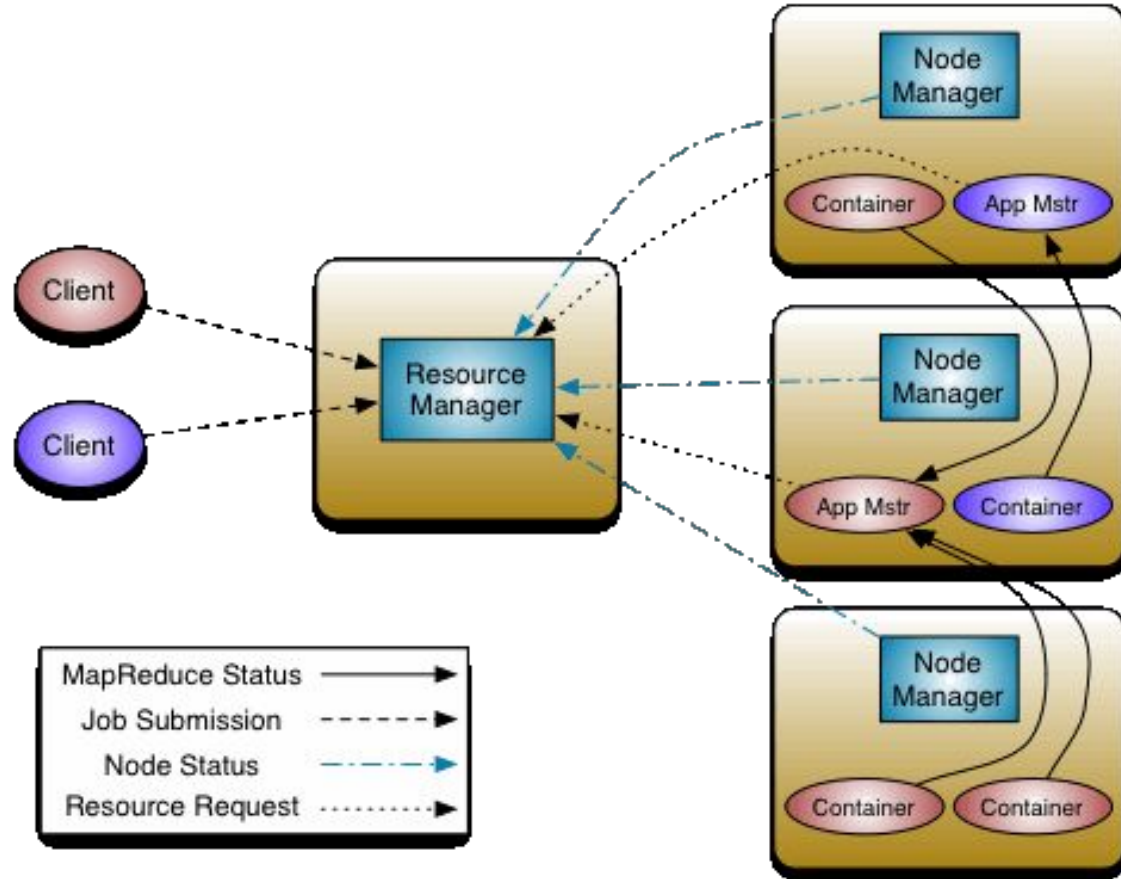 Node
Manager
Container
App Mstr
Client
Client
Resource
Manager
Node
Manager
App Mstr
Container
Node
Manager
Container
Container
MapReduce Status
Job Submission
Node Status
Resource Request